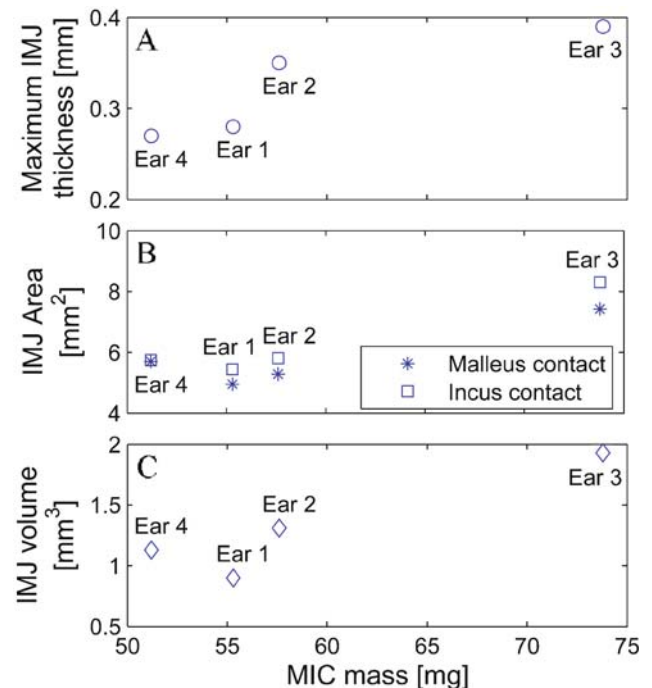 A
Maximum IMJ
thickness [mm]
0.4
0.3
0.2
Ear 4
Ear 1
Ear 2
Ear 3
B
IMJ Area
[mm²]
10
8
6
4
Ear 4
Ear 1
Ear 2
Ear 3
Malleus contact
Incus contact
C
IMJ volume
[mm³]
2
1.5
1
0.5
Ear 4
Ear 1
Ear 2
Ear 3
50 55 60 65 70 75
MIC mass [mg]